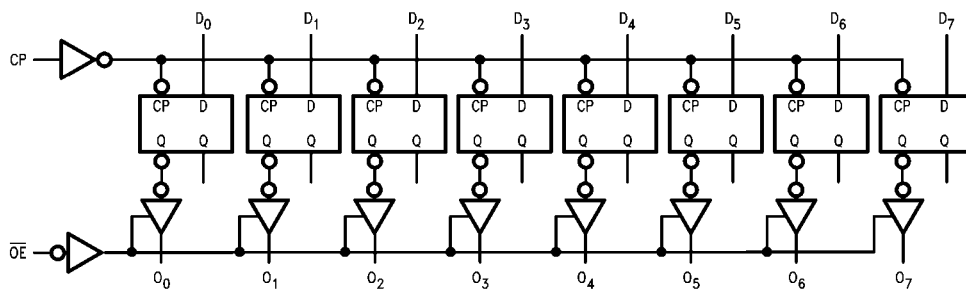 D0 D1 D2 D3 D4 D5 D6 D7
CP
CP D CP D CP D CP D CP D CP D CP D CP D
Q Q Q Q Q Q Q Q Q Q Q Q Q Q Q Q
O̅E̅
O0 O1 O2 O3 O4 O5 O6 O7